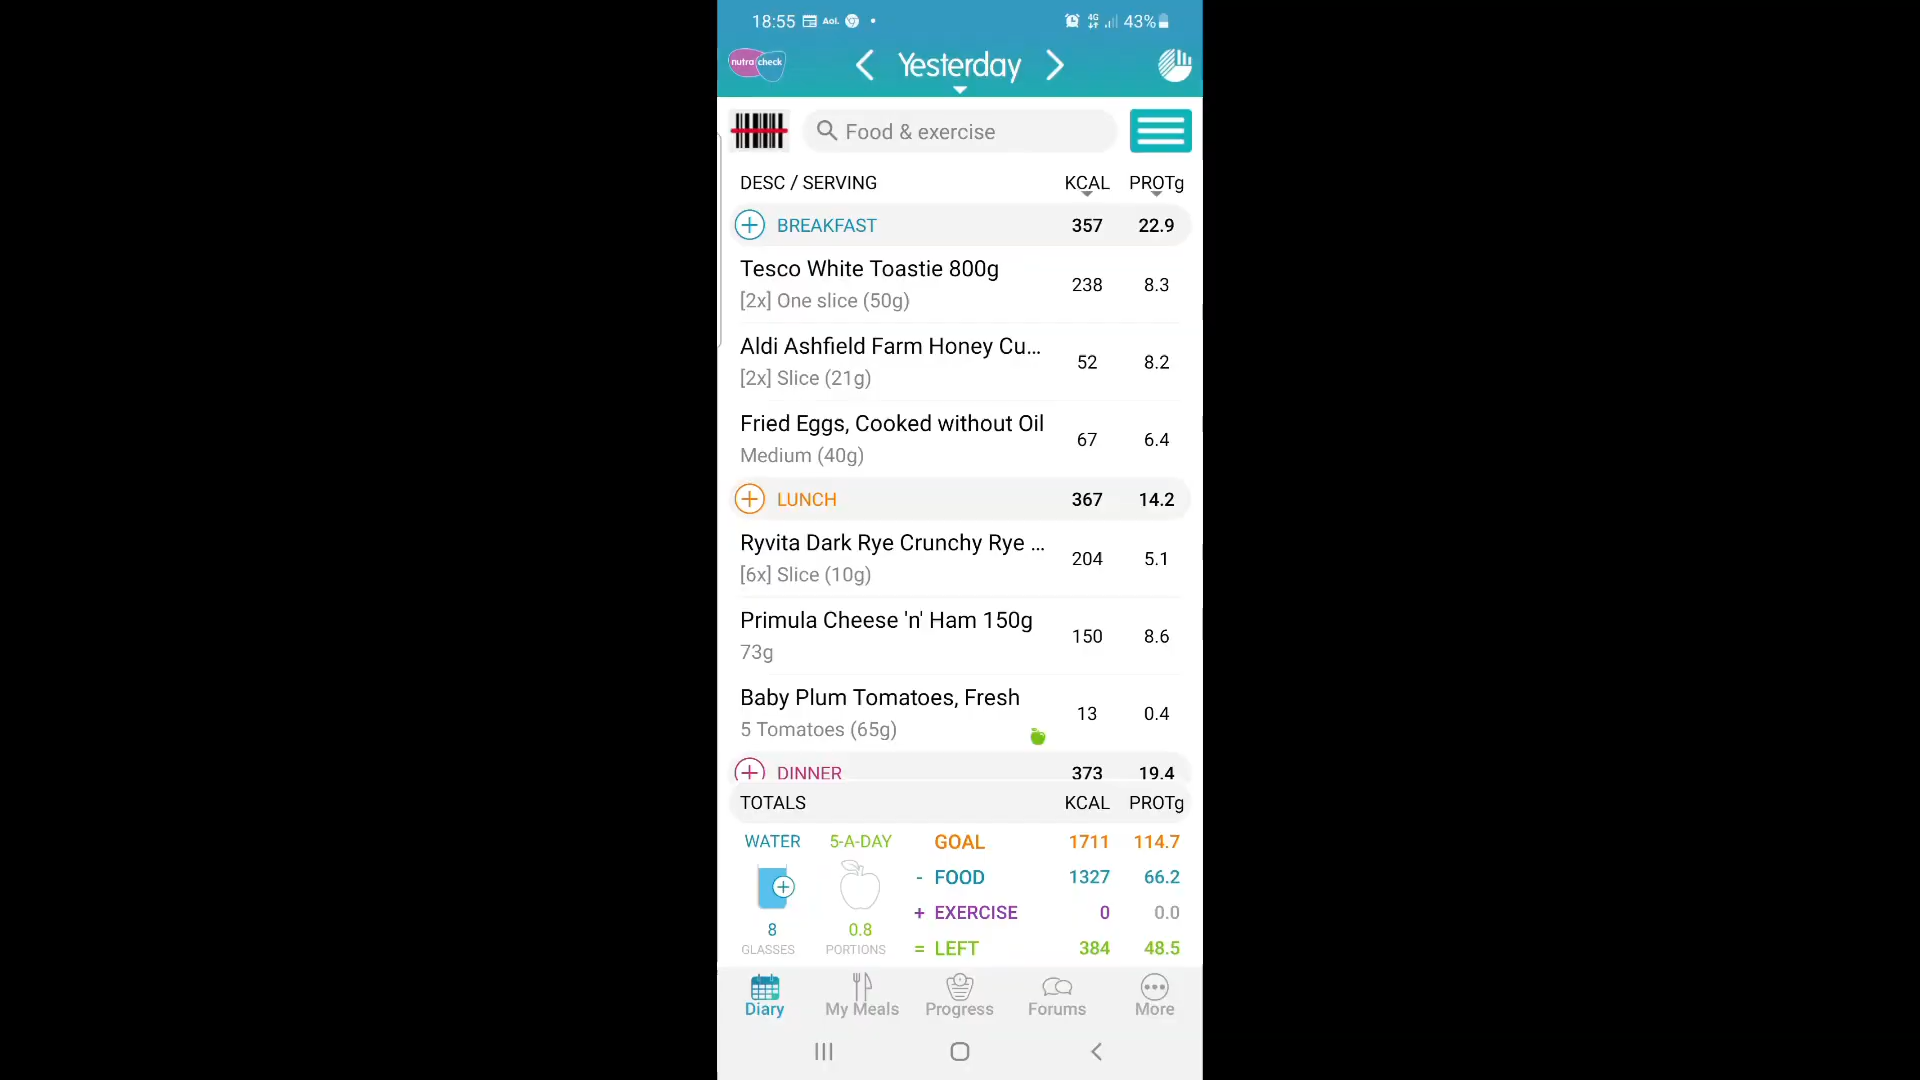 18:55 Aol. 4G 43%
nutracheck
Yesterday
Food & exercise
DESC / SERVING KCAL PROTg
BREAKFAST 357 22.9
Tesco White Toastie 800g
238 8.3
[2x] One slice (50g)
Aldi Ashfield Farm Honey Cu...
52 8.2
[2x] Slice (21g)
Fried Eggs, Cooked without Oil
67 6.4
Medium (40g)
LUNCH 367 14.2
Ryvita Dark Rye Crunchy Rye ...
204 5.1
[6x] Slice (10g)
Primula Cheese 'n' Ham 150g
150 8.6
73g
Baby Plum Tomatoes, Fresh
13 0.4
5 Tomatoes (65g)
DINNER 373 19.4
TOTALS KCAL PROTg
WATER 5-A-DAY GOAL 1711 114.7
- FOOD 1327 66.2
+ EXERCISE 0 0.0
8 0.8
GLASSES PORTIONS = LEFT 384 48.5
Diary My Meals Progress Forums More